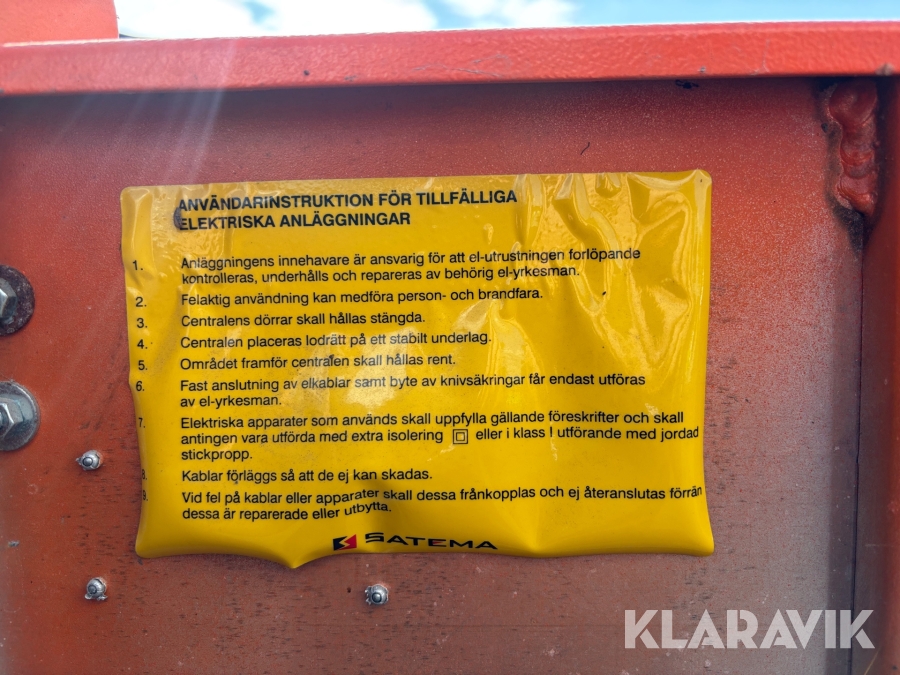 ANVÄNDARINSTRUKTION FÖR TILLFÄLLIGA
ELEKTRISKA ANLÄGGNINGAR
1. Anläggningens innehavare är ansvarig för att el-utrustningen forlöpande
kontrolleras, underhålls och repareras av behörig el-yrkesman.
2. Felaktig användning kan medföra person- och brandfara.
3. Centralens dörrar skall hållas stängda.
4. Centralen placeras lodrätt på ett stabilt underlag.
5. Området framför centralen skall hållas rent.
6. Fast anslutning av elkablar samt byte av knivsäkringar får endast utföras
av el-yrkesman.
7. Elektriska apparater som används skall uppfylla gällande föreskrifter och skall
antingen vara utförda med extra isolering eller i klass I utförande med jordad
stickpropp.
8. Kablar förläggs så att de ej kan skadas.
9. Vid fel på kablar eller apparater skall dessa frånkopplas och ej återanslutas förrän
dessa är reparerade eller utbytta.
SATEMA
KLARAVIK